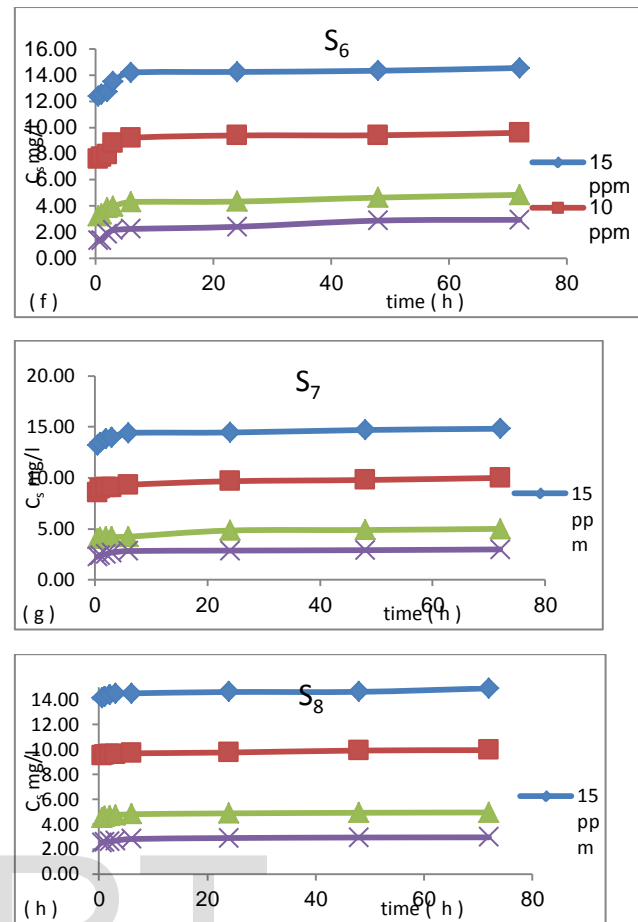 S6
16.00
14.00
12.00
10.00
8.00
6.00
4.00
2.00
0.00
Cs mg/l
0 20 40 60 80
time ( h )
( f )
15
ppm
10
ppm
S7
20.00
15.00
10.00
5.00
0.00
Cs mg/l
0 20 40 60 80
time ( h )
( g )
15
pp
m
S8
14.00
12.00
10.00
8.00
6.00
4.00
2.00
0.00
Cs mg/l
0 20 40 60 80
time ( h )
( h )
15
pp
m